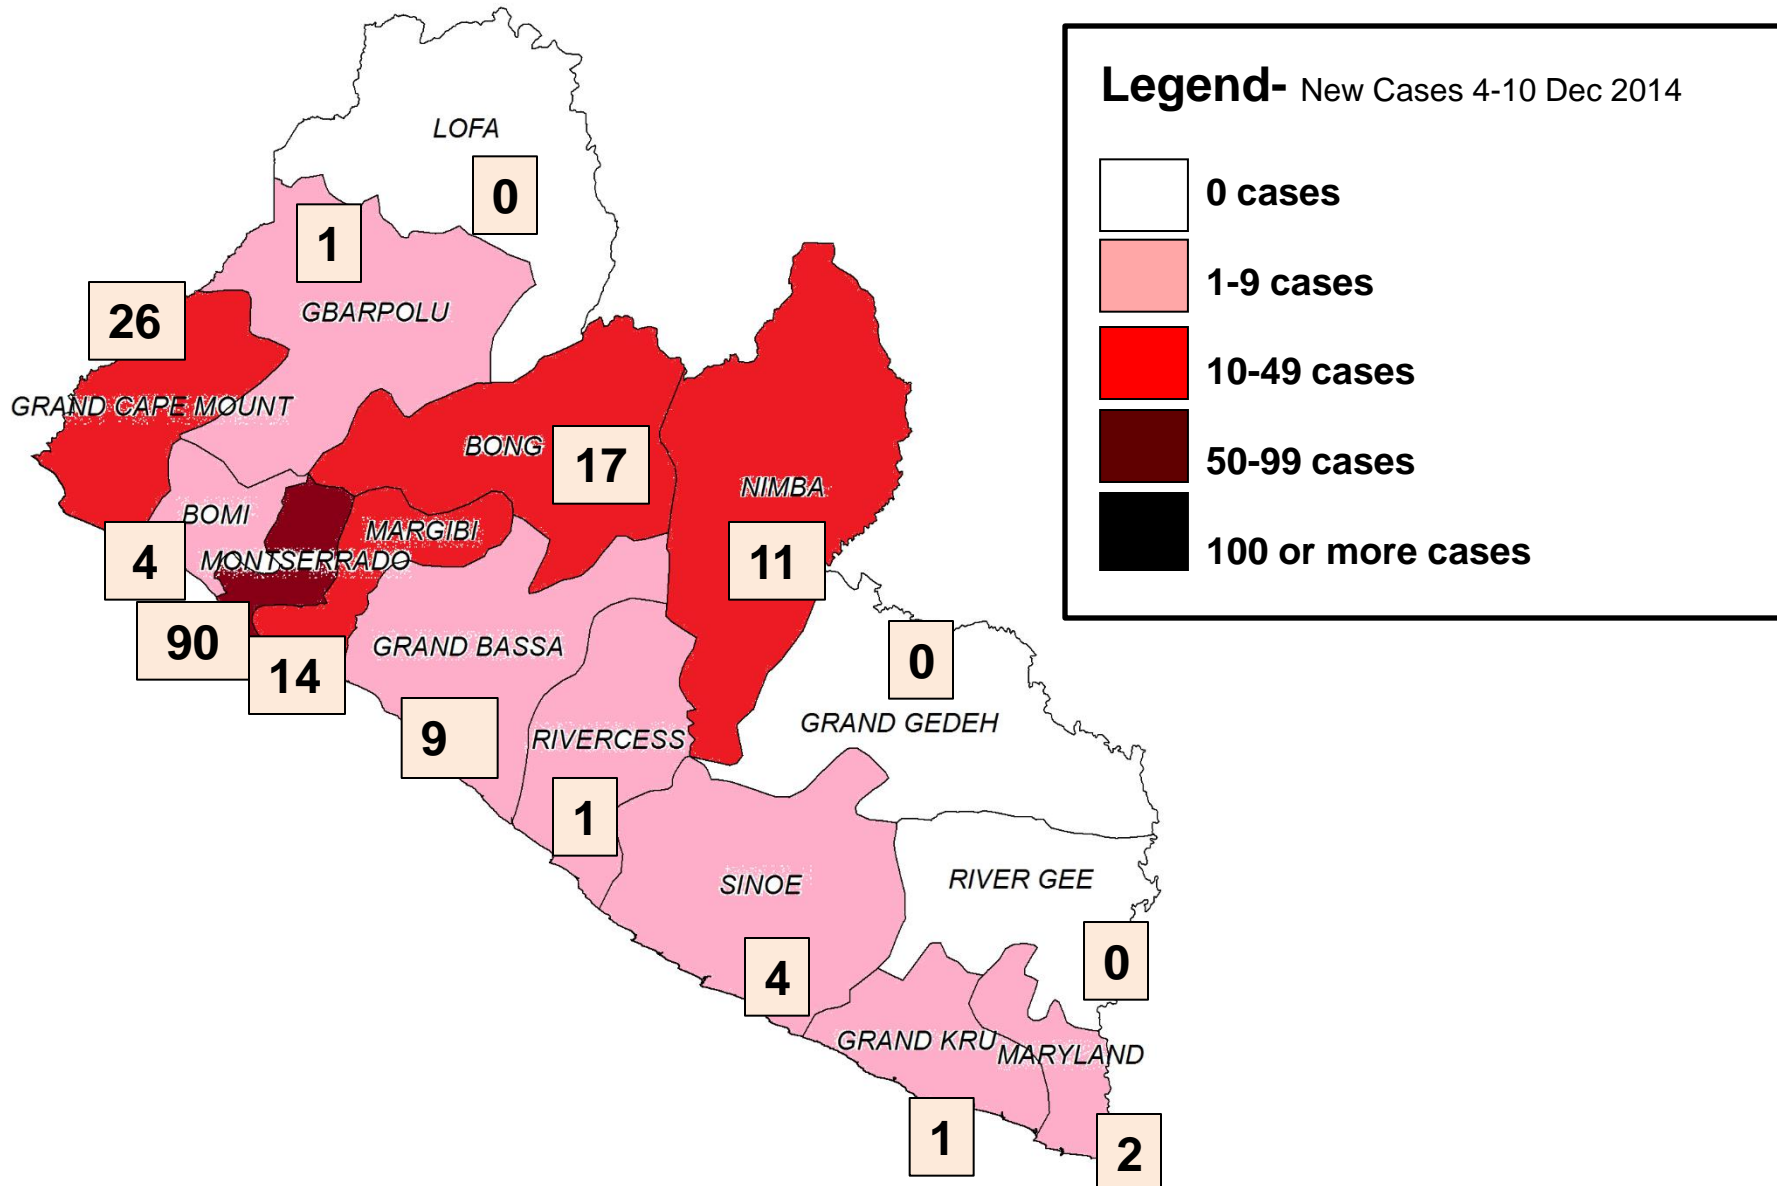 Legend- New Cases 4-10 Dec 2014
0 cases
1-9 cases
10-49 cases
50-99 cases
100 or more cases
LOFA
0
1
GBARPOLU
26
GRAND CAPE MOUNT
BONG
17
NIMBA
11
BOMI
4
MARGIBI
MONTSERRADO
90
14
GRAND BASSA
9
RIVERCESS
1
0
GRAND GEDEH
SINOE
4
RIVER GEE
0
GRAND KRU
1
MARYLAND
2